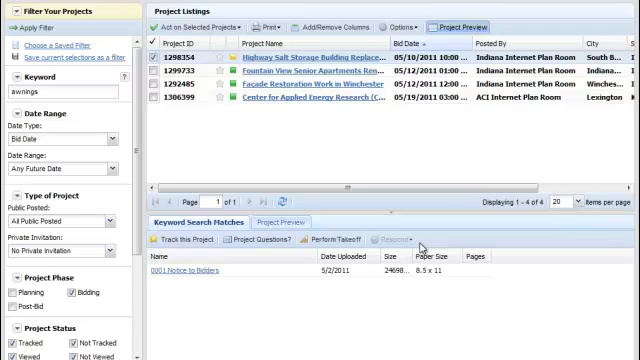 Filter Your Projects
Apply Filter
Choose a Saved Filter
Save current selections as a filter
Keyword
?
awnings
Date Range
Date Type:
Bid Date
Date Range:
Any Future Date
Type of Project
Public Posted:
All Public Posted
Private Invitation:
No Private Invitation
Project Phase
Planning Bidding
Post-Bid
Project Status
Tracked Not Tracked
Viewed Not Viewed
Project Listings
Act on Selected Projects Print Add/Remove Columns Options Project Preview
Project ID Project Name Bid Date Posted By City State
1298354 Highway Salt Storage Building Replace... 05/10/2011 10:00 ... Indiana Internet Plan Room South B...
1299733 Fountain View Senior Apartments Ren... 05/12/2011 ... Indiana Internet Plan Room Indiana...
1292485 Facade Restoration Work in Winchester 05/12/2011 ... Indiana Internet Plan Room Winches...
1306399 Center for Applied Energy Research (C... 05/18/2011 09:00 ... ACI Internet Plan Room Lexington
Page 1 of 1 Displaying 1 - 4 of 4 20 items per page
Keyword Search Matches Project Preview
Track this Project Project Questions? Perform Takeoff Respond
Name Date Uploaded Size Paper Size Pages
0001 Notice to Bidders 5/2/2011 24698... 8.5 x 11